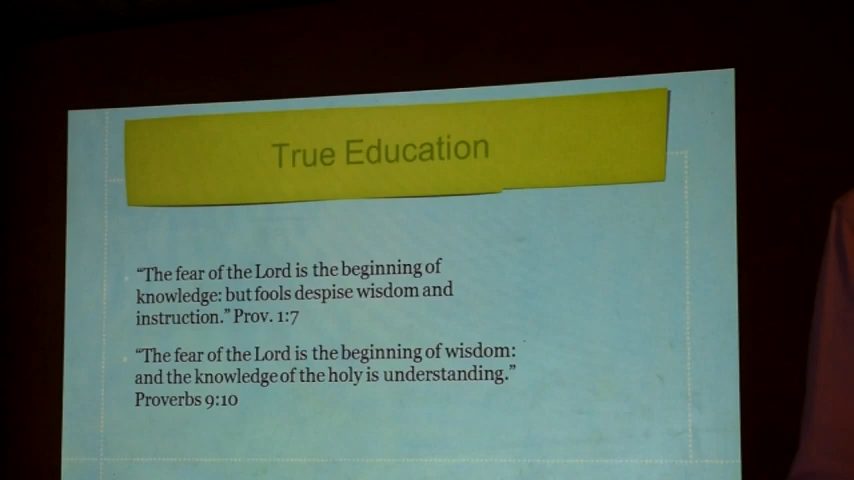 True Education
“The fear of the Lord is the beginning of
knowledge: but fools despise wisdom and
instruction.” Prov. 1:7
“The fear of the Lord is the beginning of wisdom:
and the knowledge of the holy is understanding.”
Proverbs 9:10